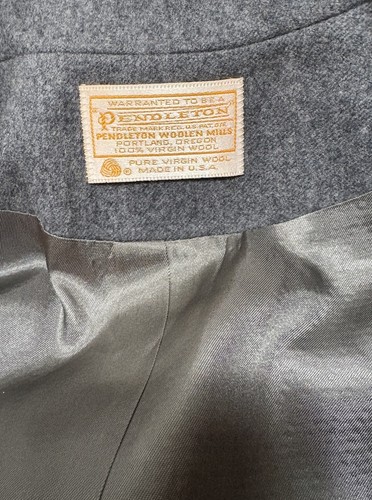 WARRANTED TO BE A
PENDLETON
TRADE MARK REG. U.S. PAT. OFF.
PENDLETON WOOLEN MILLS
PORTLAND, OREGON
100% VIRGIN WOOL
PURE VIRGIN WOOL
MADE IN U.S.A.